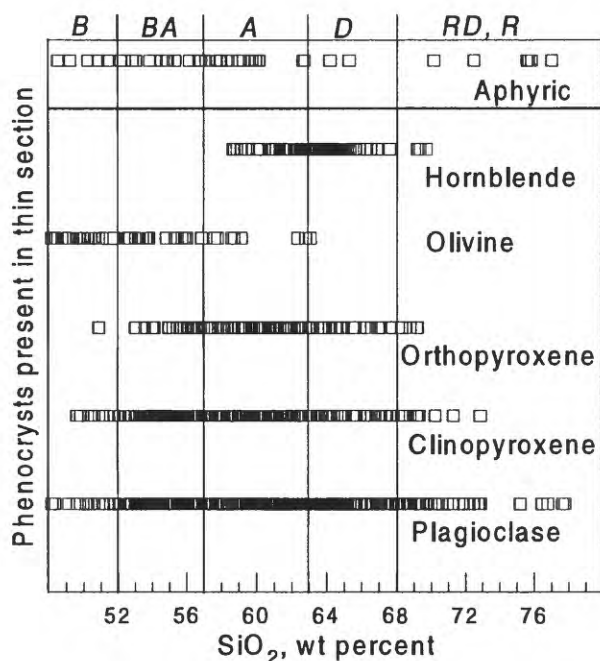 B BA A D RD, R
Aphyric
Hornblende
Olivine
Orthopyroxene
Clinopyroxene
Plagioclase
Phenocrysts present in thin section
52 56 60 64 68 72 76
SiO₂, wt percent